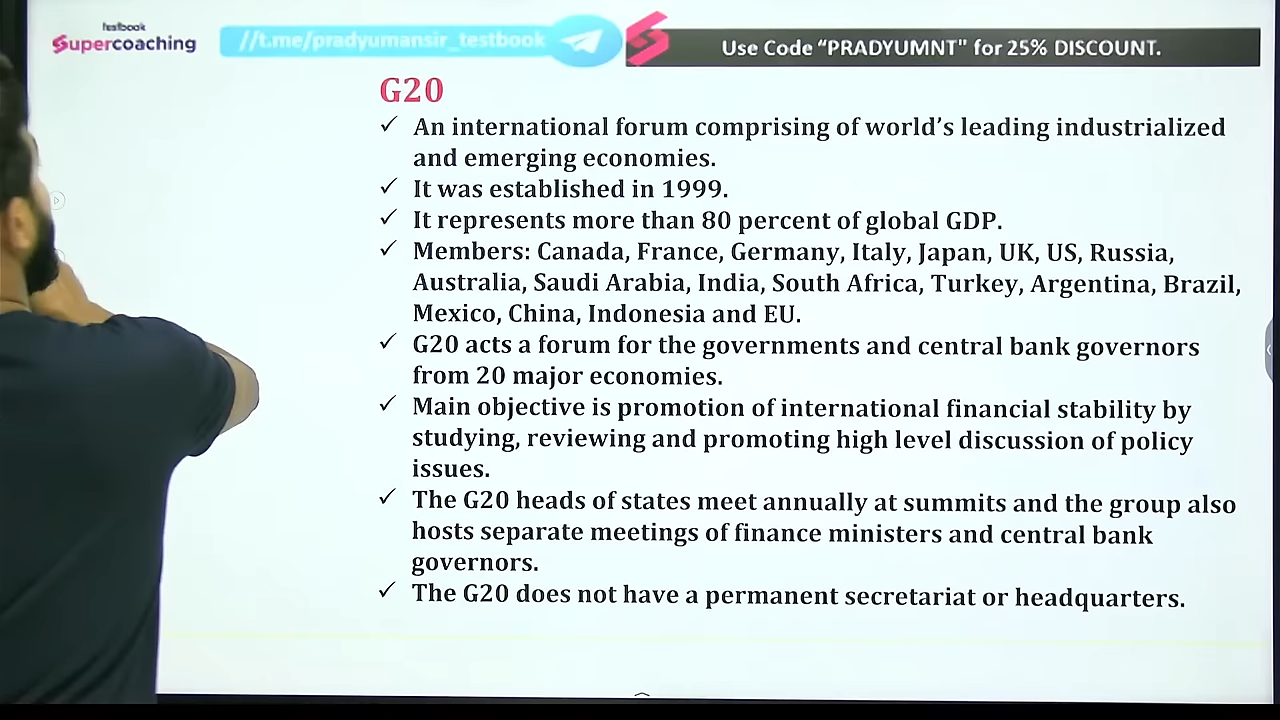 testbook
Supercoaching
//t.me/pradyumansir_testbook
Use Code “PRADYUMNT" for 25% DISCOUNT.
G20
✓ An international forum comprising of world’s leading industrialized
and emerging economies.
✓ It was established in 1999.
✓ It represents more than 80 percent of global GDP.
✓ Members: Canada, France, Germany, Italy, Japan, UK, US, Russia,
Australia, Saudi Arabia, India, South Africa, Turkey, Argentina, Brazil,
Mexico, China, Indonesia and EU.
✓ G20 acts a forum for the governments and central bank governors
from 20 major economies.
✓ Main objective is promotion of international financial stability by
studying, reviewing and promoting high level discussion of policy
issues.
✓ The G20 heads of states meet annually at summits and the group also
hosts separate meetings of finance ministers and central bank
governors.
✓ The G20 does not have a permanent secretariat or headquarters.